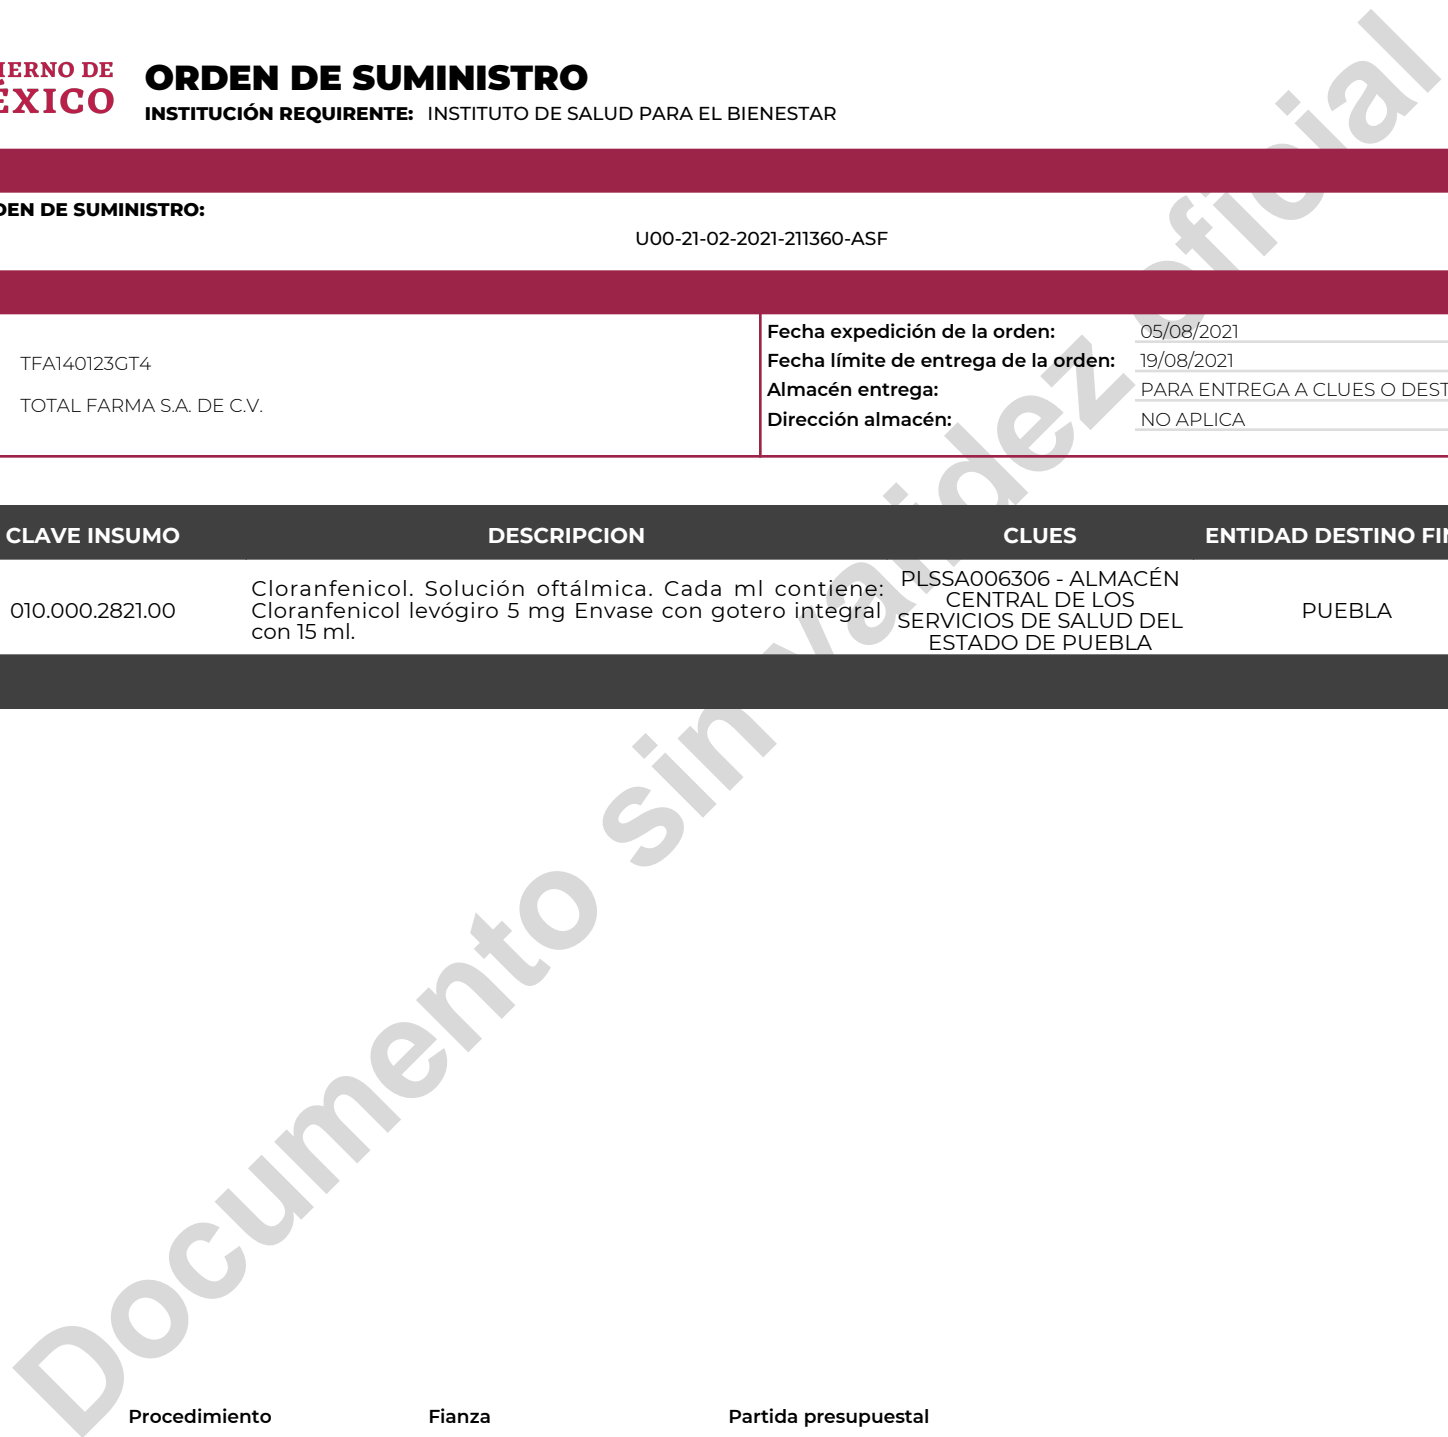 IERNO DE
ÉXICO
ORDEN DE SUMINISTRO
INSTITUCIÓN REQUIRENTE: INSTITUTO DE SALUD PARA EL BIENESTAR
DEN DE SUMINISTRO:
U00-21-02-2021-211360-ASF
TFA140123GT4
TOTAL FARMA S.A. DE C.V.
Fecha expedición de la orden: 05/08/2021
Fecha límite de entrega de la orden: 19/08/2021
Almacén entrega: PARA ENTREGA A CLUES O DEST
Dirección almacén: NO APLICA
CLAVE INSUMO DESCRIPCION CLUES ENTIDAD DESTINO FIN
010.000.2821.00
Cloranfenicol. Solución oftálmica. Cada ml contiene:
Cloranfenicol levógiro 5 mg Envase con gotero integral
con 15 ml.
PLSSA006306 - ALMACÉN
CENTRAL DE LOS
SERVICIOS DE SALUD DEL
ESTADO DE PUEBLA
PUEBLA
Documento sin validez oficial
Procedimiento Fianza Partida presupuestal